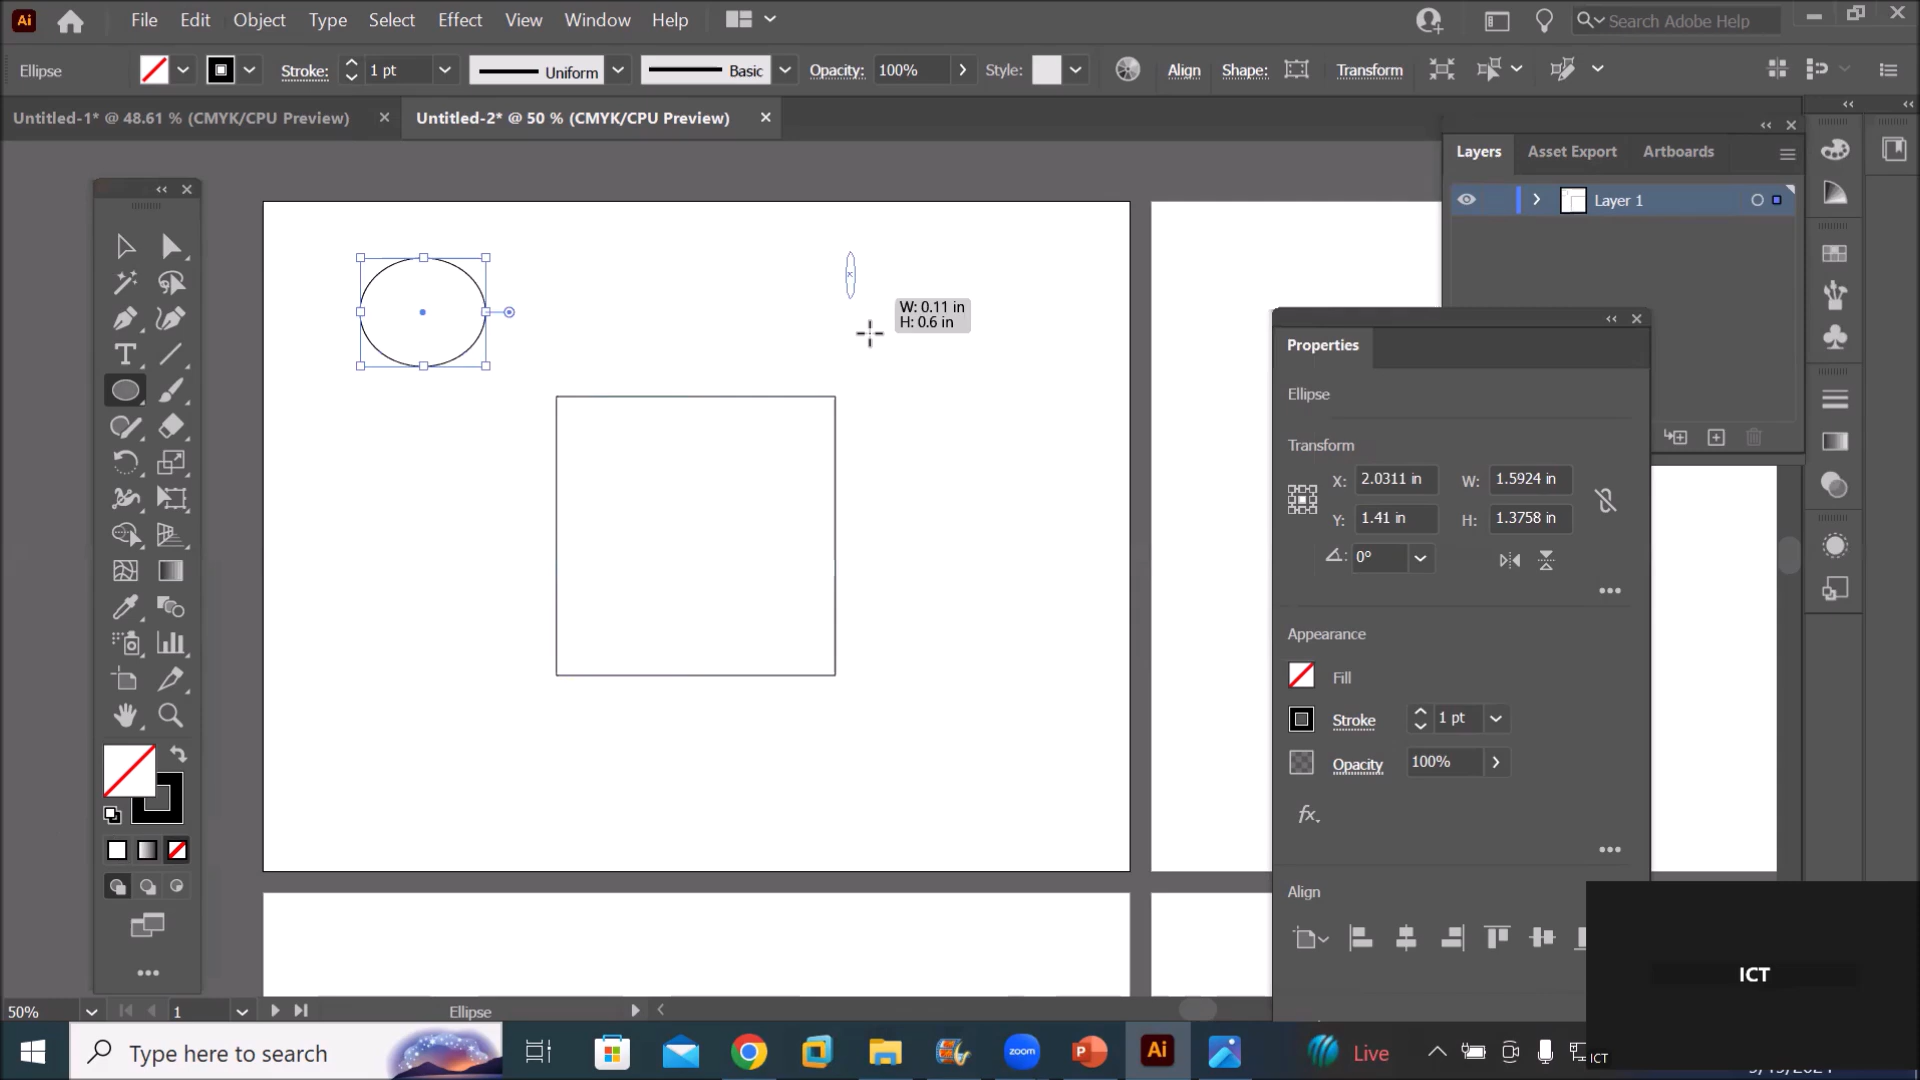 Ai File Edit Object Type Select Effect View Window Help Search Adobe Help
Ellipse Stroke: 1 pt Uniform Basic Opacity: 100% Style: Align Shape: Transform
Untitled-1* @ 48.61 % (CMYK/CPU Preview) Untitled-2* @ 50 % (CMYK/CPU Preview)
Layers Asset Export Artboards
Layer 1
W: 0.11 in
H: 0.6 in
Properties
Ellipse
Transform
X: 2.0311 in W: 1.5924 in
Y: 1.41 in H: 1.3758 in
0°
Appearance
Fill
Stroke 1 pt
Opacity 100%
fx.
Align
ICT
50% 1 Ellipse
Type here to search zoom Ai Live ICT